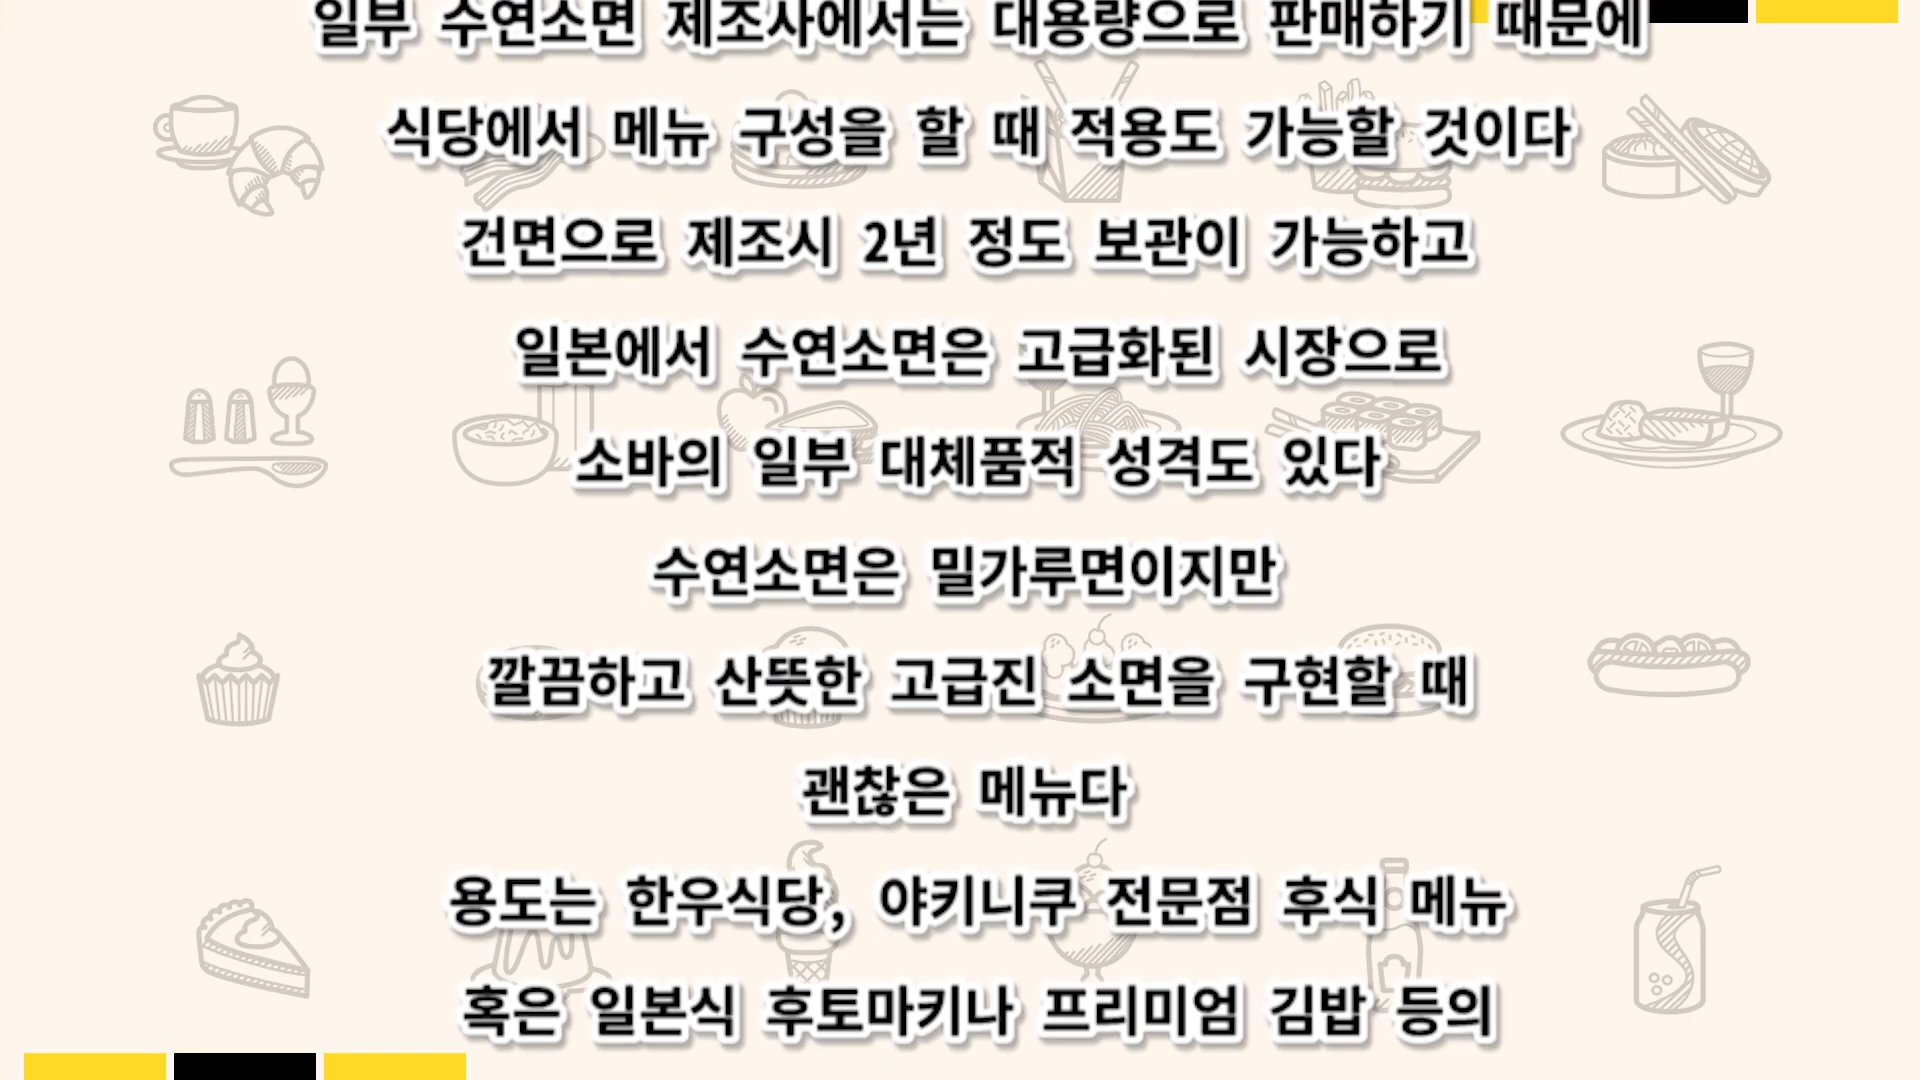 일부 수연소면 제조사에서는 대용량으로 판매하기 때문에
식당에서 메뉴 구성을 할 때 적용도 가능할 것이다
건면으로 제조시 2년 정도 보관이 가능하고
일본에서 수연소면은 고급화된 시장으로
소바의 일부 대체품적 성격도 있다
수연소면은 밀가루면이지만
깔끔하고 산뜻한 고급진 소면을 구현할 때
괜찮은 메뉴다
용도는 한우식당, 야키니쿠 전문점 후식 메뉴
혹은 일본식 후토마키나 프리미엄 김밥 등의